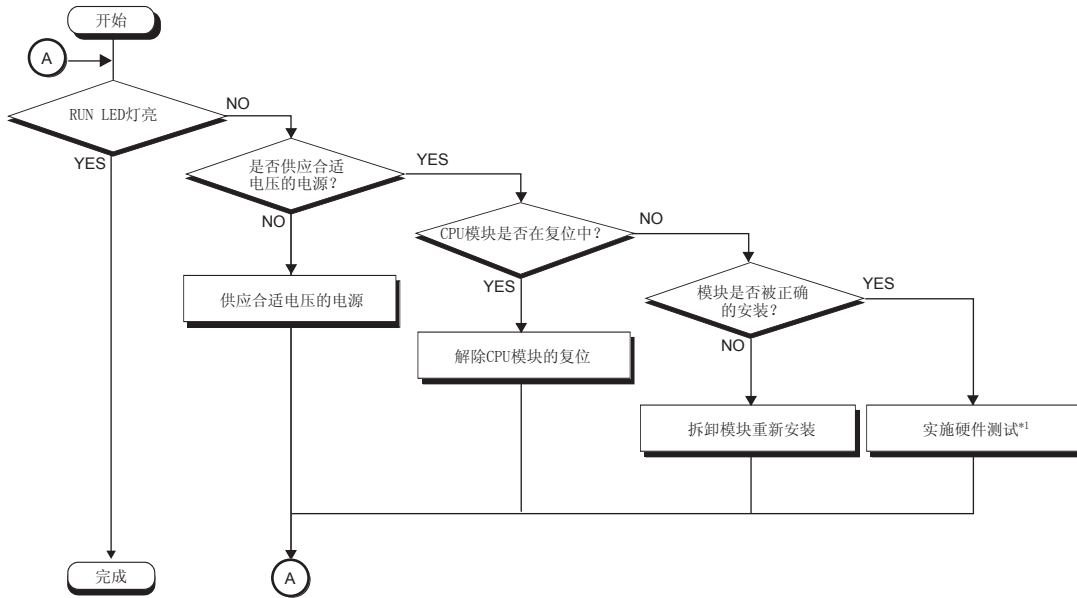 开始
A
RUN LED灯亮
NO
YES
是否供应合适
电压的电源？
YES
NO
CPU模块是否在复位中？
NO
YES
模块是否被正确
的安装？
YES
NO
供应合适电压的电源
解除CPU模块的复位
拆卸模块重新安装
实施硬件测试*1
完成
A